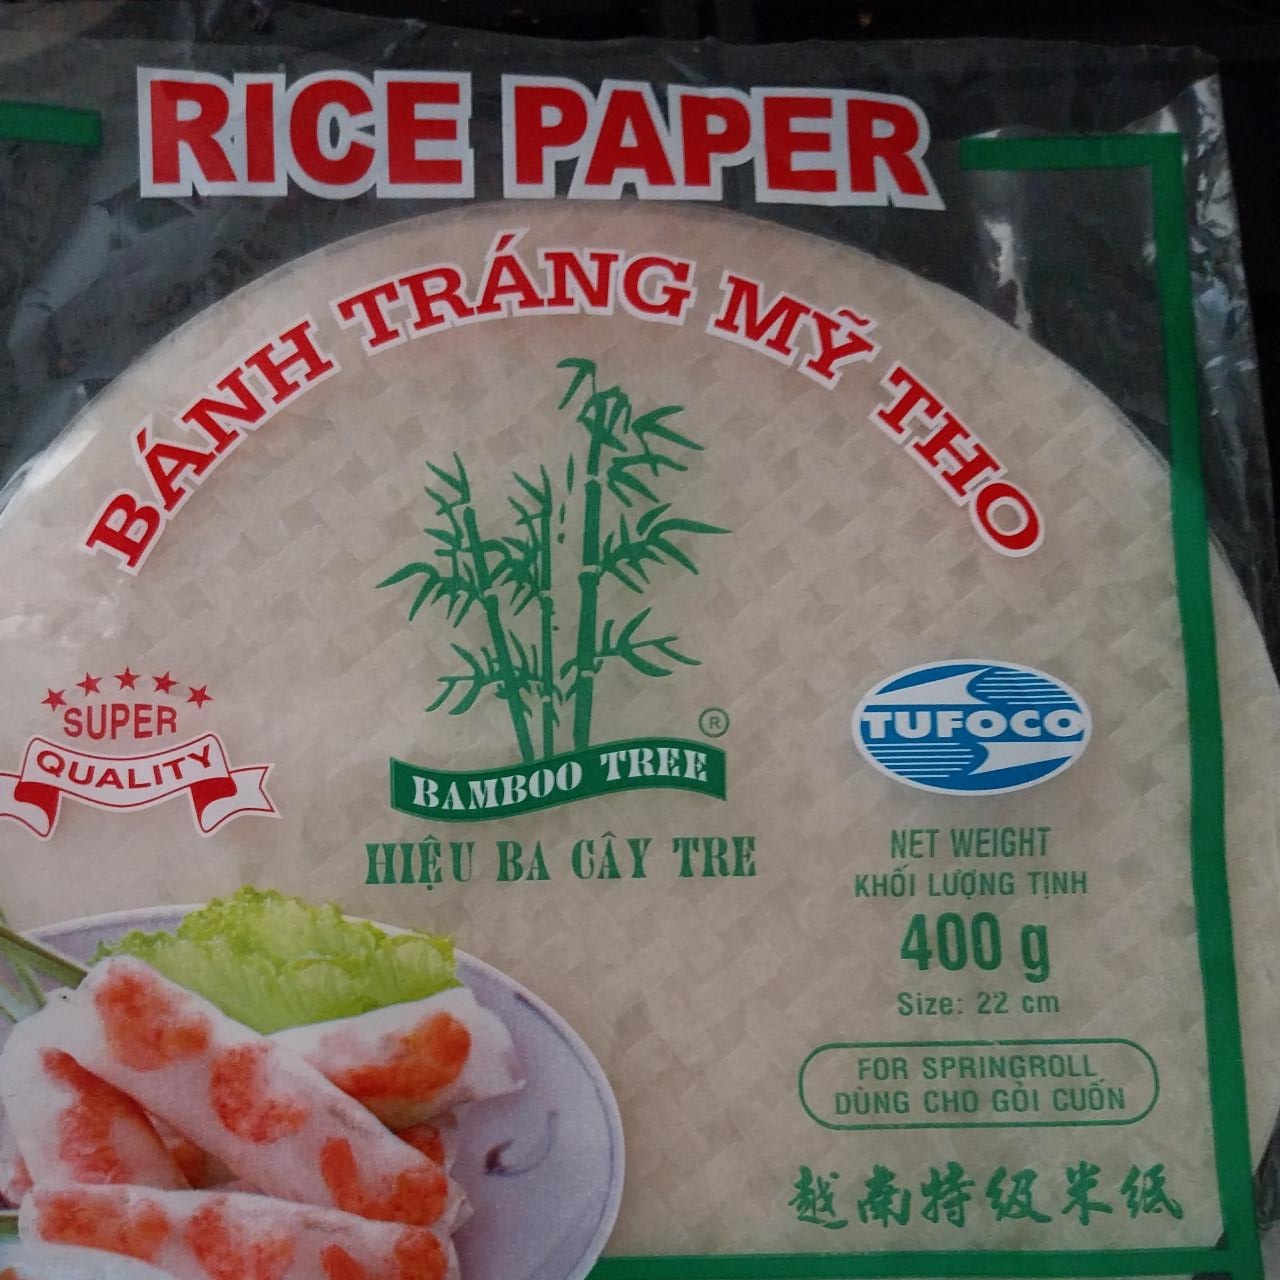 RICE PAPER
BÁNH TRÁNG MỸ THO
SUPER
QUALITY
®
BAMBOO TREE
HIỆU BA CÂY TRE
TUFOCO
NET WEIGHT
KHỐI LƯỢNG TỊNH
400 g
Size: 22 cm
FOR SPRINGROLL
DÙNG CHO GỎI CUỐN
越南特级米纸